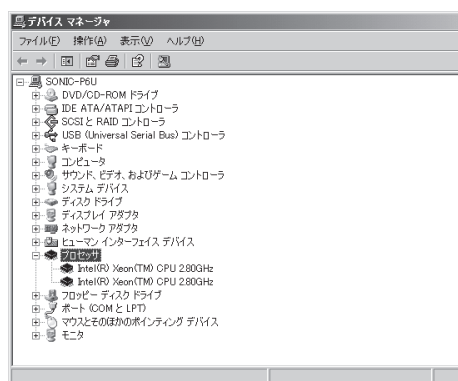 デバイス マネージャ
ファイル(F) 操作(A) 表示(V) ヘルプ(H)
SONIC-P6U
DVD/CD-ROM ドライブ
IDE ATA/ATAPI コントローラ
SCSI と RAID コントローラ
USB (Universal Serial Bus) コントローラ
キーボード
コンピュータ
サウンド、ビデオ、およびゲーム コントローラ
システム デバイス
ディスク ドライブ
ディスプレイ アダプタ
ネットワーク アダプタ
ヒューマン インターフェイス デバイス
プロセッサ
Intel(R) Xeon(TM) CPU 2.80GHz
Intel(R) Xeon(TM) CPU 2.80GHz
フロッピー ディスク ドライブ
ポート (COM と LPT)
マウスとそのほかのポインティング デバイス
モニタ